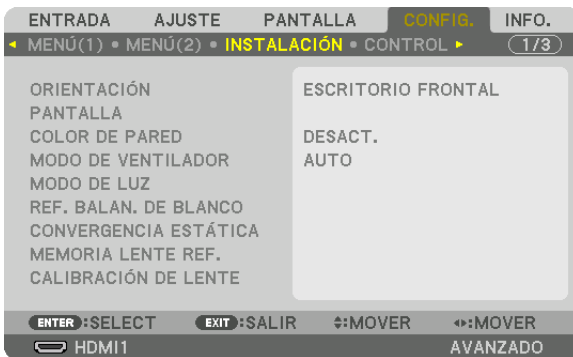 ENTRADA AJUSTE PANTALLA CONFIG. INFO.
MENÚ(1) • MENÚ(2) • INSTALACIÓN • CONTROL 1/3
ORIENTACIÓN ESCRITORIO FRONTAL
PANTALLA
COLOR DE PARED DESACT.
MODO DE VENTILADOR AUTO
MODO DE LUZ
REF. BALAN. DE BLANCO
CONVERGENCIA ESTÁTICA
MEMORIA LENTE REF.
CALIBRACIÓN DE LENTE
ENTER :SELECT EXIT :SALIR :MOVER :MOVER
HDMI1 AVANZADO